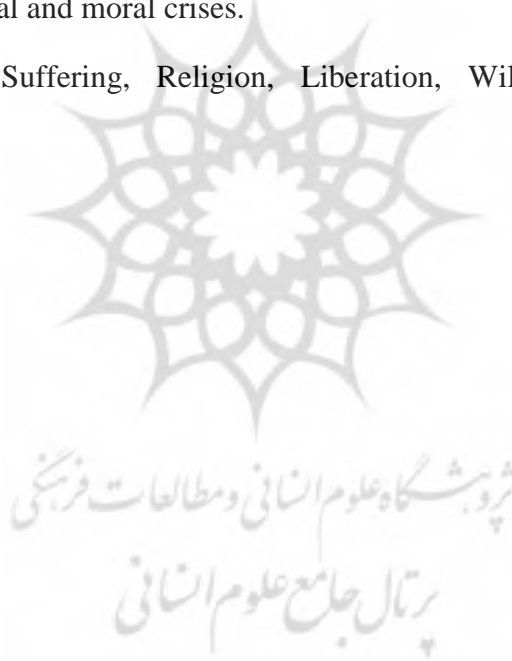 al and moral crises.
Suffering, Religion, Liberation, Wil
پژوهشگاه علوم انسانی و مطالعات فرهنگی
پرتال جامع علوم انسانی